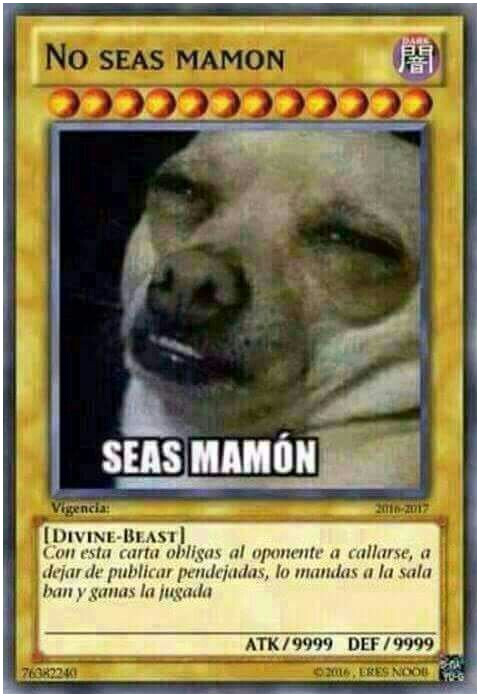 No seas mamon
DARK
闇
SEAS MAMÓN
Vigencia: 2016-2017
[Divine-Beast]
Con esta carta obligas al oponente a callarse, a
dejar de publicar pendejadas, lo mandas a la sala
ban y ganas la jugada
ATK/9999 DEF/9999
76382240 ©2016, ERES NOOB